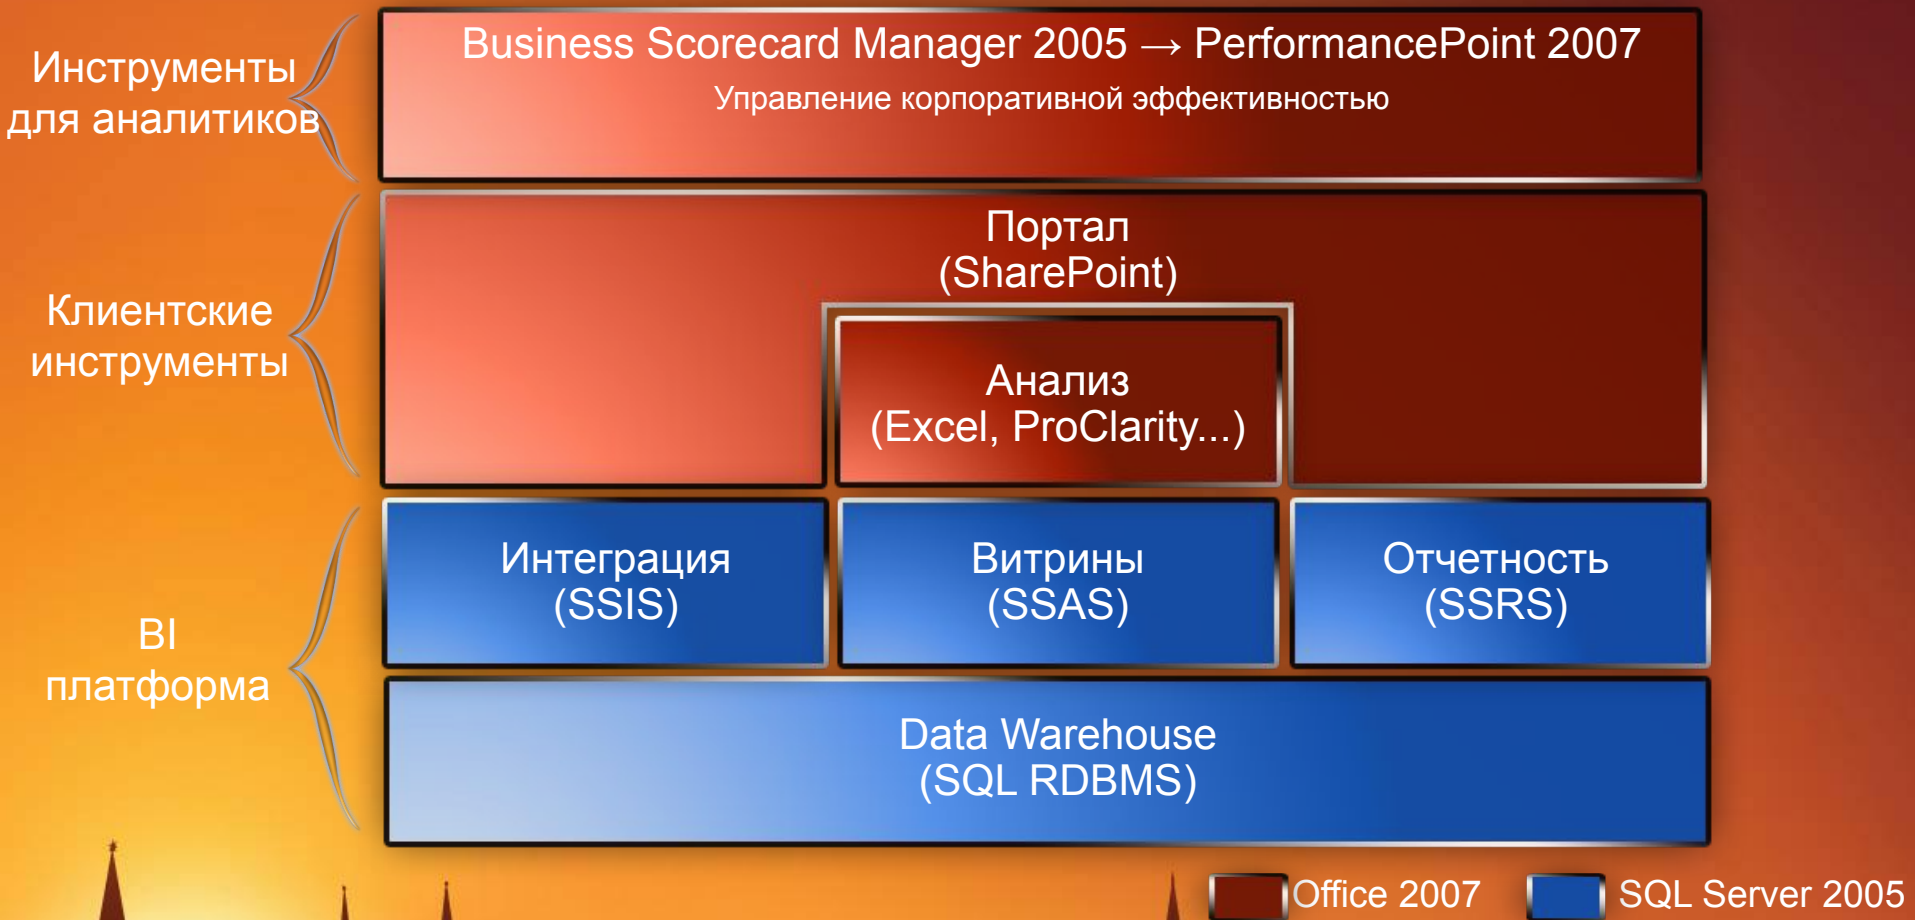 Инструменты
для аналитиков
Business Scorecard Manager 2005 → PerformancePoint 2007
Управление корпоративной эффективностью
Клиентские
инструменты
Портал
(SharePoint)
Анализ
(Excel, ProClarity...)
BI
платформа
Интеграция
(SSIS)
Витрины
(SSAS)
Отчетность
(SSRS)
Data Warehouse
(SQL RDBMS)
Office 2007
SQL Server 2005